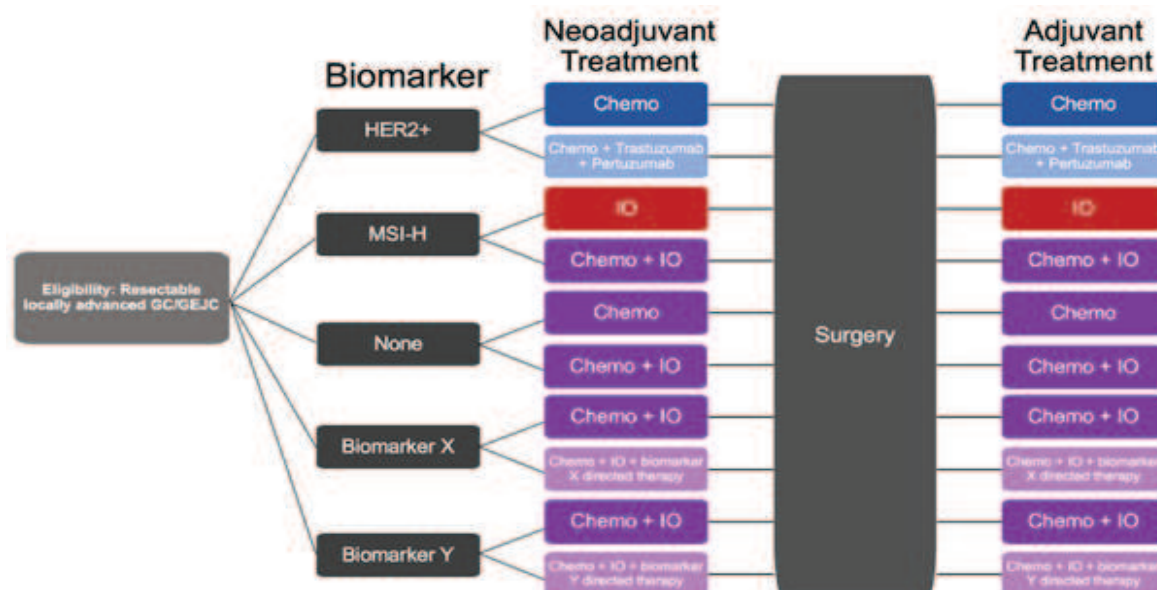 Neoadjuvant
Treatment
Adjuvant
Treatment
Biomarker
HER2+
Chemo
Chemo
Chemo + Trastuzumab
+ Pertuzumab
Chemo + Trastuzumab
+ Pertuzumab
MSI-H
IO
IO
Chemo + IO
Chemo + IO
Eligibility: Resectable
locally advanced GC/GEJC
None
Chemo
Chemo
Chemo + IO
Chemo + IO
Surgery
Biomarker X
Chemo + IO
Chemo + IO
Chemo + IO + biomarker
X directed therapy
Chemo + IO + biomarker
X directed therapy
Biomarker Y
Chemo + IO
Chemo + IO
Chemo + IO + biomarker
Y directed therapy
Chemo + IO + biomarker
Y directed therapy